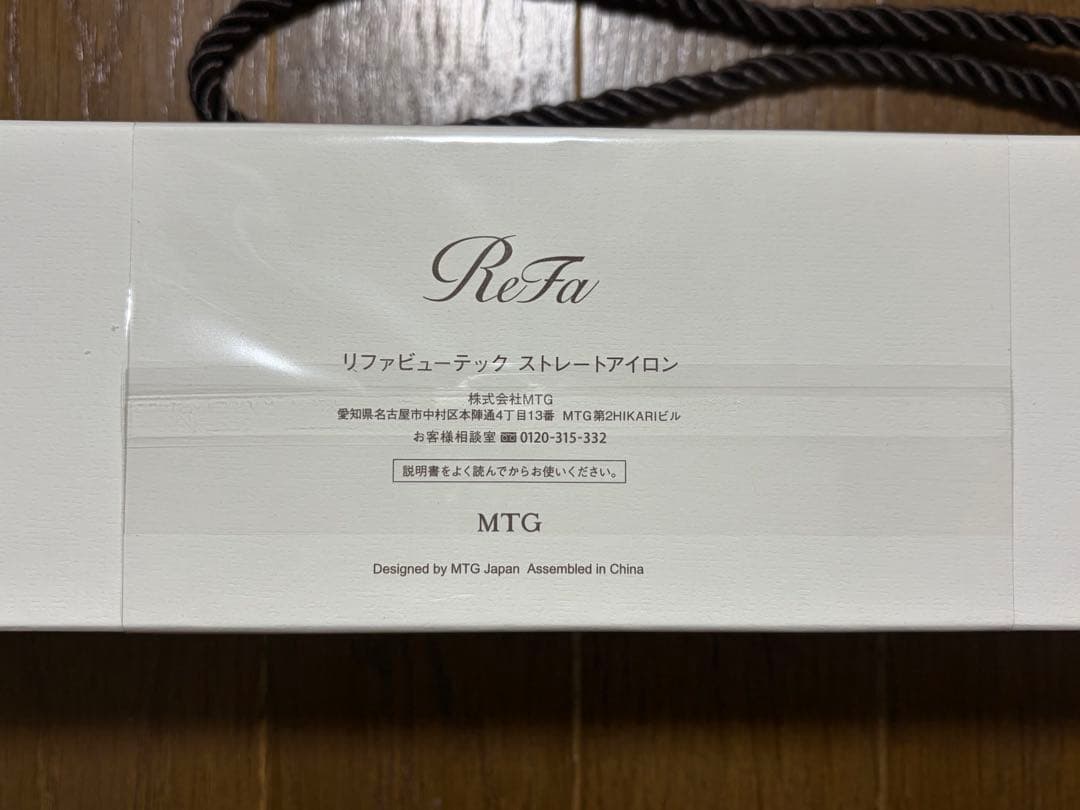 ReFa
リファビューテック ストレートアイロン
株式会社MTG
愛知県名古屋市中村区本陣通4丁目13番 MTG第2HIKARIビル
お客様相談室 0120-315-332
説明書をよく読んでからお使いください。
MTG
Designed by MTG Japan Assembled in China